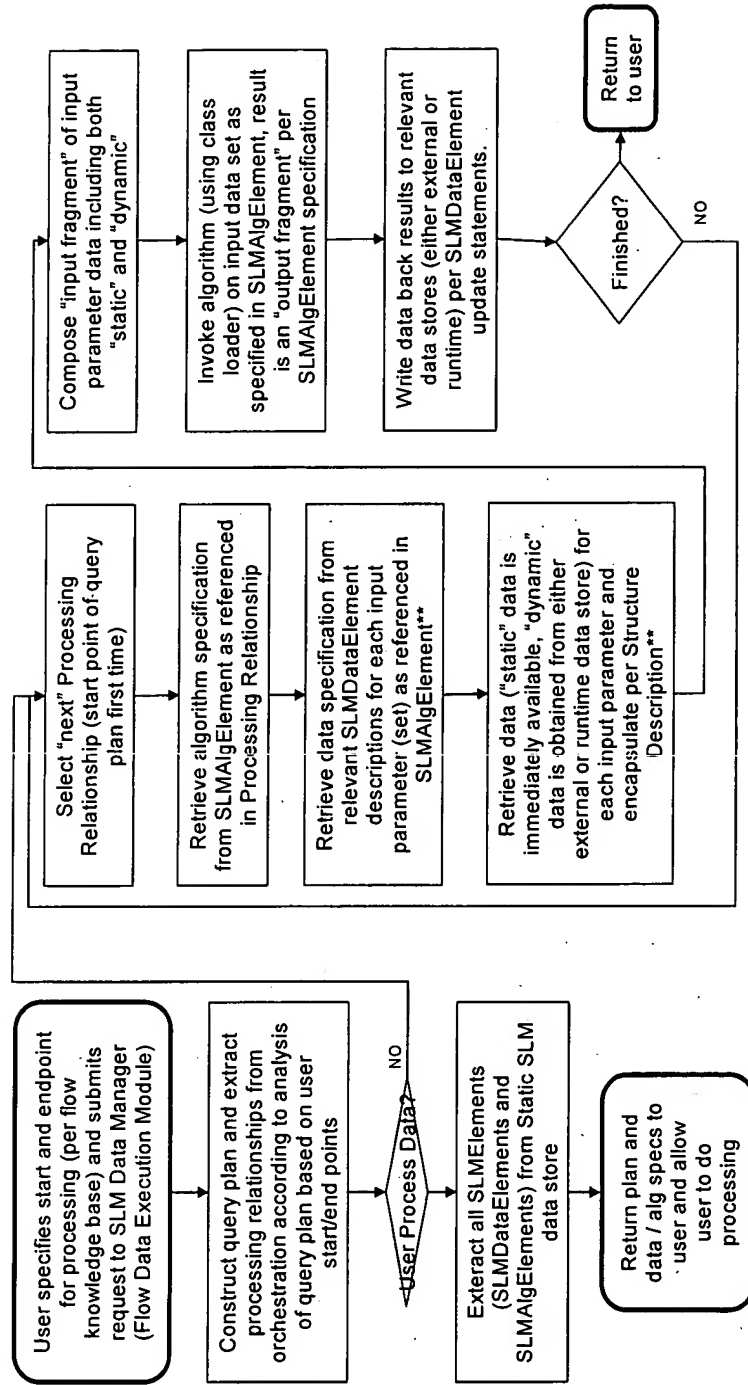 User specifies start and endpoint
for processing (per flow
knowledge base) and submits
request to SLM Data Manager
(Flow Data Execution Module)
Construct query plan and extract
processing relationships from
orchestration according to analysis
of query plan based on user
start/end points
User Process Data?
NO
Exteract all SLMElements
(SLMDataElements and
SLMAlgElements) from Static SLM
data store
Return plan and
data / alg specs to
user and allow
user to do
processing
Select “next” Processing
Relationship (start point of query
plan first time)
Retrieve algorithm specification
from SLMAlgElement as referenced
in Processing Relationship
Retrieve data specification from
relevant SLMDataElement
descriptions for each input
parameter (set) as referenced in
SLMAlgElement**
Retrieve data (“static” data is
immediately available, “dynamic”
data is obtained from either
external or runtime data store) for
each input parameter and
encapsulate per Structure
Description**
Compose “input fragment” of input
parameter data including both
“static” and “dynamic”
Invoke algorithm (using class
loader) on input data set as
specified in SLMAlgElement, result
is an “output fragment” per
SLMAlgElement specification
Write data back results to relevant
data stores (either external or
runtime) per SLMDataElement
update statements.
Finished?
NO
Return
to user